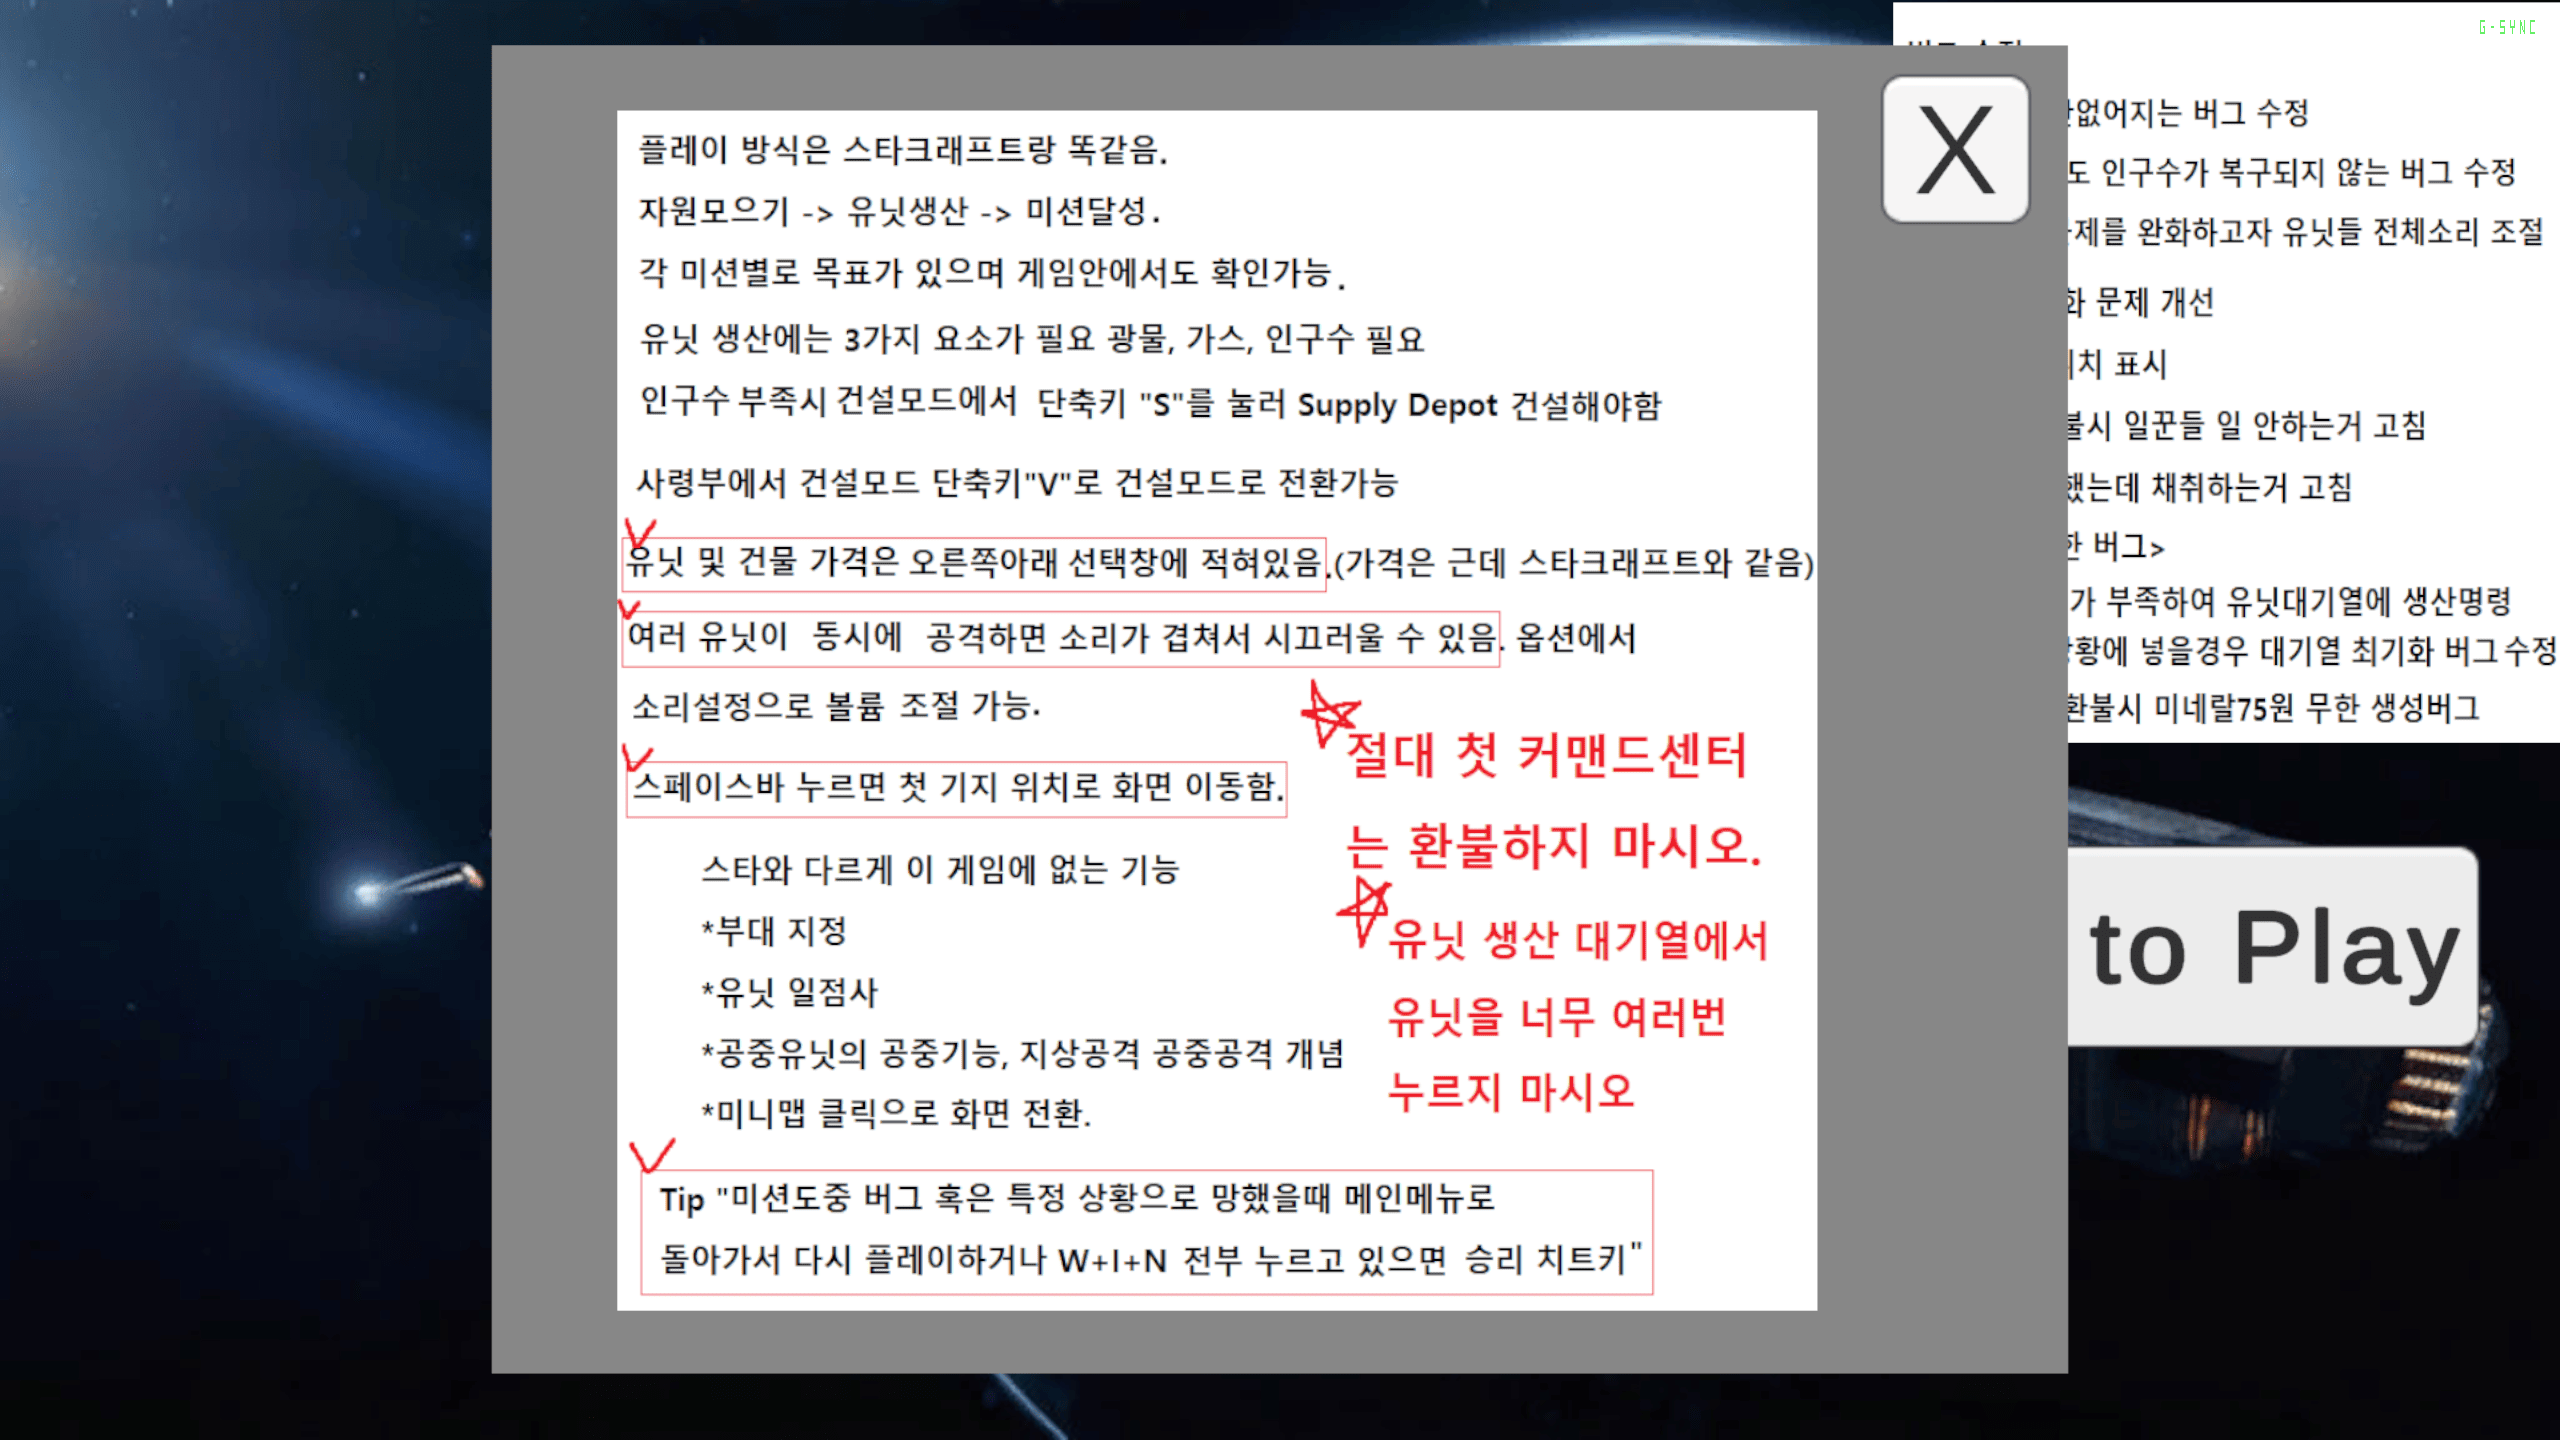 플레이 방식은 스타크래프트랑 똑같음.
자원모으기 -> 유닛생산 -> 미션달성.
각 미션별로 목표가 있으며 게임안에서도 확인가능.
유닛 생산에는 3가지 요소가 필요 광물, 가스, 인구수 필요
인구수 부족시 건설모드에서 단축키 "S"를 눌러 Supply Depot 건설해야함
사령부에서 건설모드 단축키"V"로 건설모드로 전환가능
유닛 및 건물 가격은 오른쪽아래 선택창에 적혀있음.(가격은 근데 스타크래프트와 같음)
여러 유닛이 동시에 공격하면 소리가 겹쳐서 시끄러울 수 있음. 옵션에서
소리설정으로 볼륨 조절 가능.
스페이스바 누르면 첫 기지 위치로 화면 이동함.
스타와 다르게 이 게임에 없는 기능
*부대 지정
*유닛 일점사
*공중유닛의 공중기능, 지상공격 공중공격 개념
*미니맵 클릭으로 화면 전환.
절대 첫 커맨드센터
는 환불하지 마시오.
유닛 생산 대기열에서
유닛을 너무 여러번
누르지 마시오
Tip "미션도중 버그 혹은 특정 상황으로 망했을때 메인메뉴로
돌아가서 다시 플레이하거나 W+I+N 전부 누르고 있으면 승리 치트키"
X
G-SYNC
없어지는 버그 수정
도 인구수가 복구되지 않는 버그 수정
제를 완화하고자 유닛들 전체소리 조절
화 문제 개선
치 표시
불시 일꾼들 일 안하는거 고침
했는데 채취하는거 고침
한 버그>
가 부족하여 유닛대기열에 생산명령
황에 넣을경우 대기열 최기화 버그수정
환불시 미네랄75원 무한 생성버그
to Play